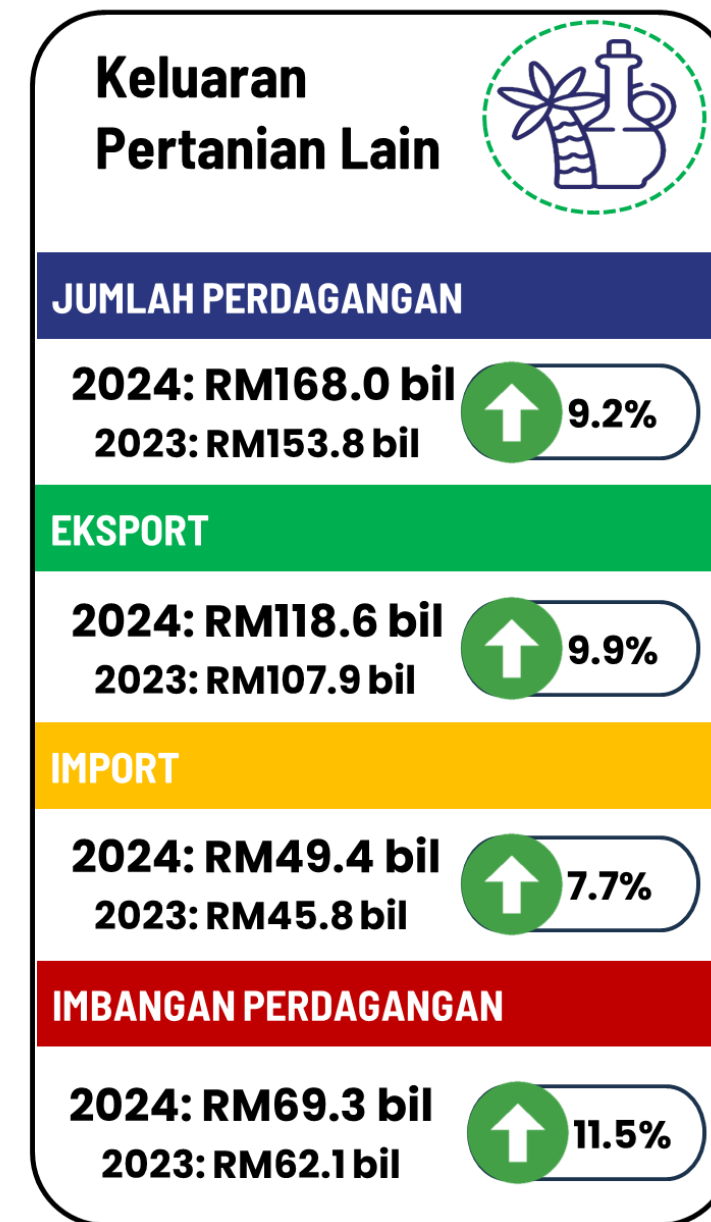 Keluaran
Pertanian Lain
JUMLAH PERDAGANGAN
2024: RM168.0 bil
9.2%
2023: RM153.8 bil
EKSPORT
2024: RM118.6 bil
9.9%
2023: RM107.9 bil
IMPORT
2024: RM49.4 bil
7.7%
2023: RM45.8 bil
IMBANGAN PERDAGANGAN
2024: RM69.3 bil
11.5%
2023: RM62.1 bil